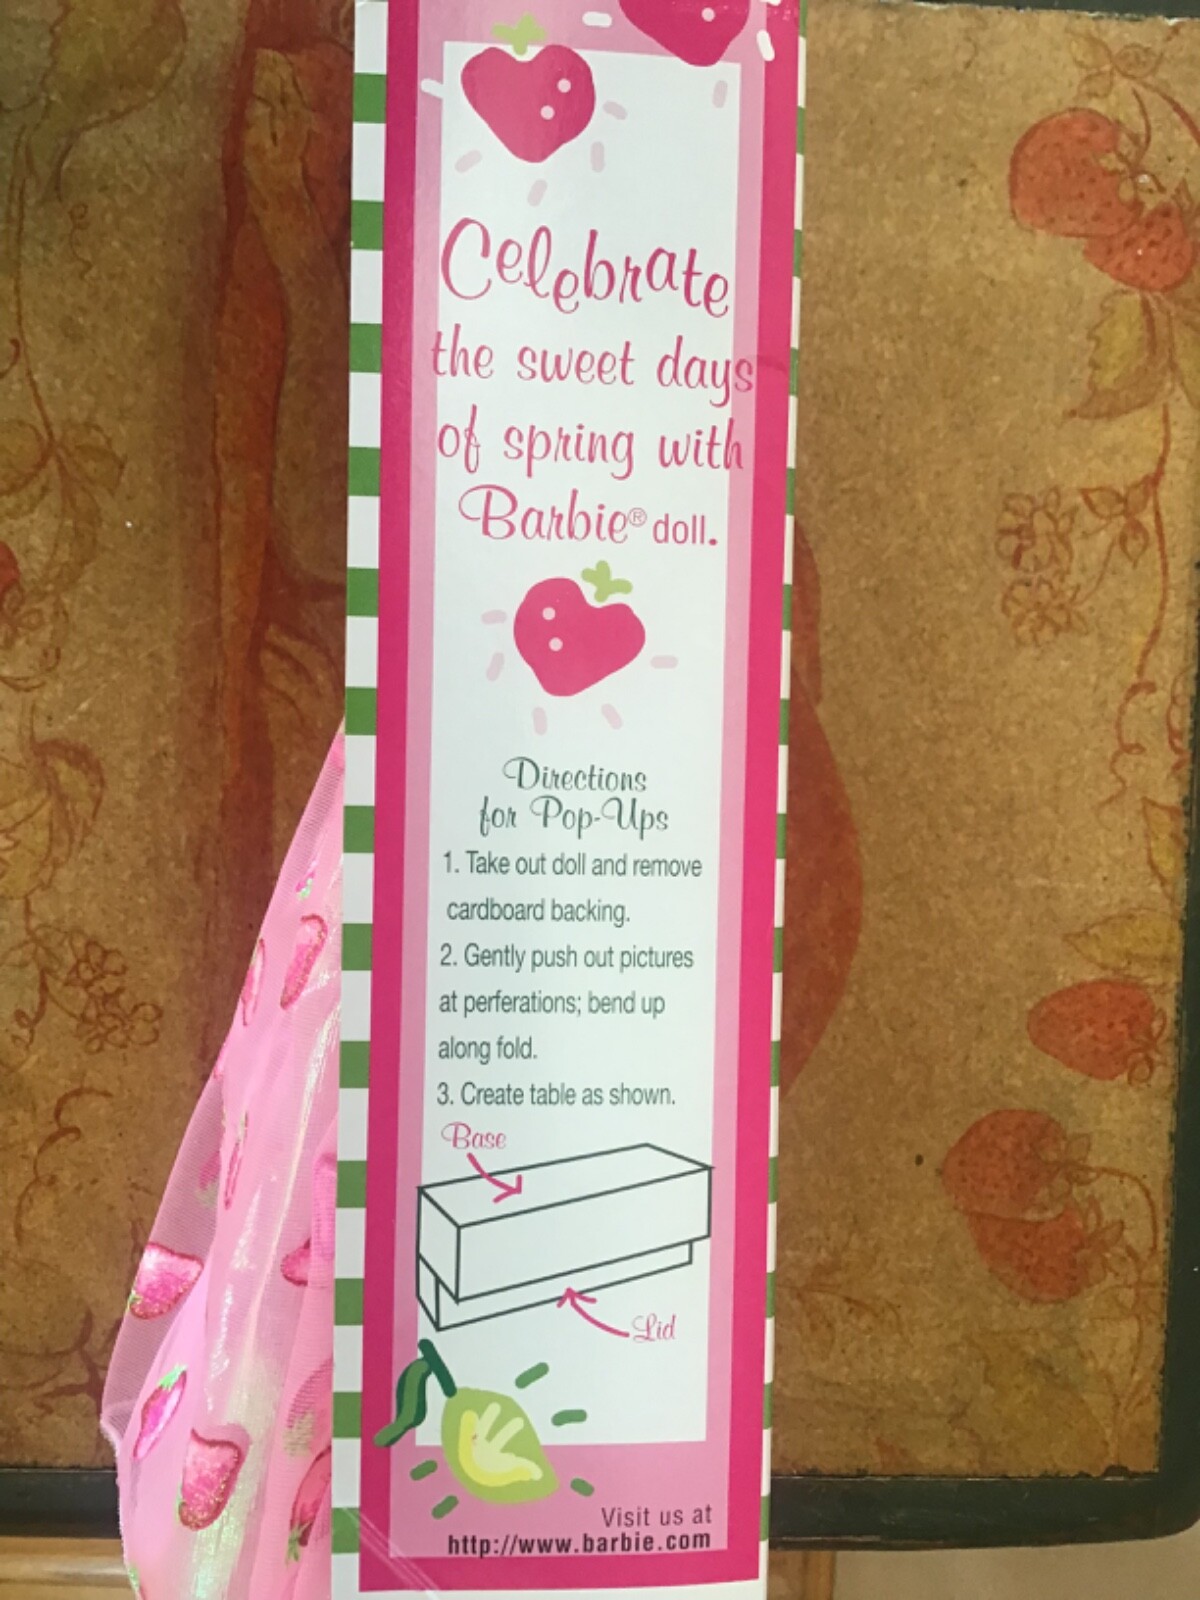 Celebrate
the sweet days
of spring with
Barbie® doll.
Directions
for Pop-Ups
1. Take out doll and remove
cardboard backing.
2. Gently push out pictures
at perferations; bend up
along fold.
3. Create table as shown.
Base
Lid
Visit us at
http://www.barbie.com